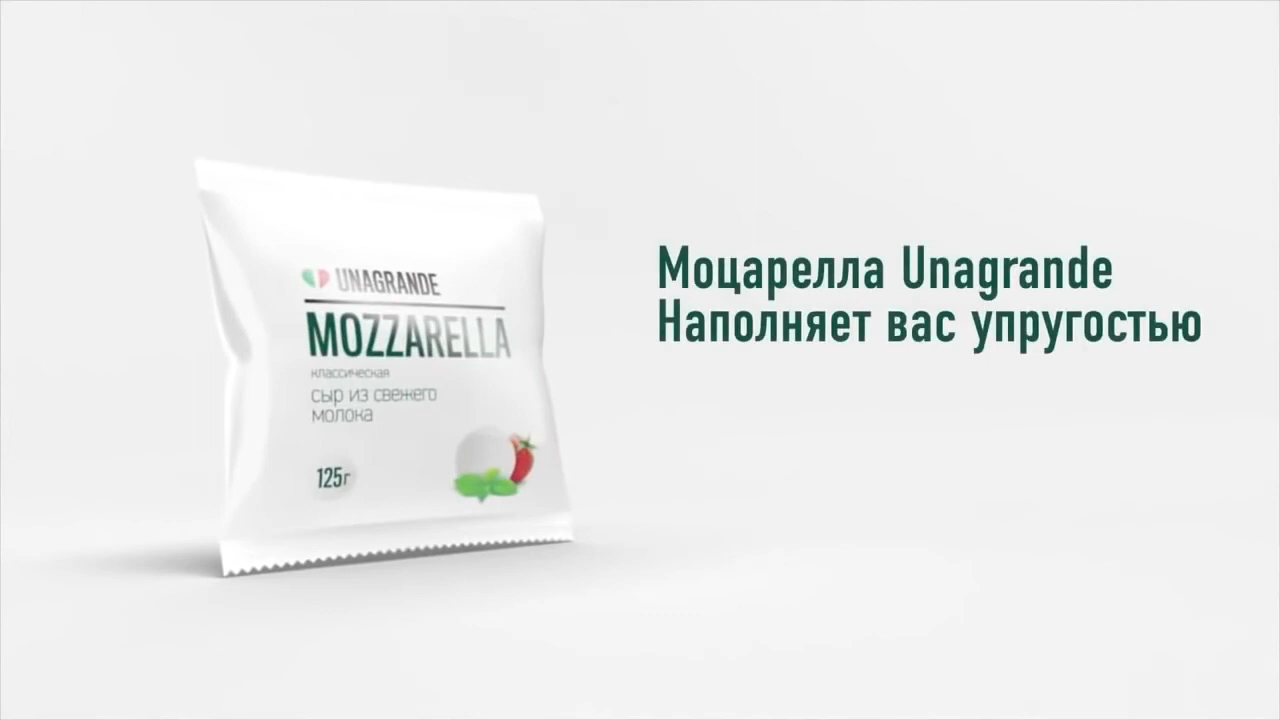 UNAGRANDE
MOZZARELLA
классическая
сыр из свежего
молока
125г
Моцарелла Unagrande
Наполняет вас упругостью